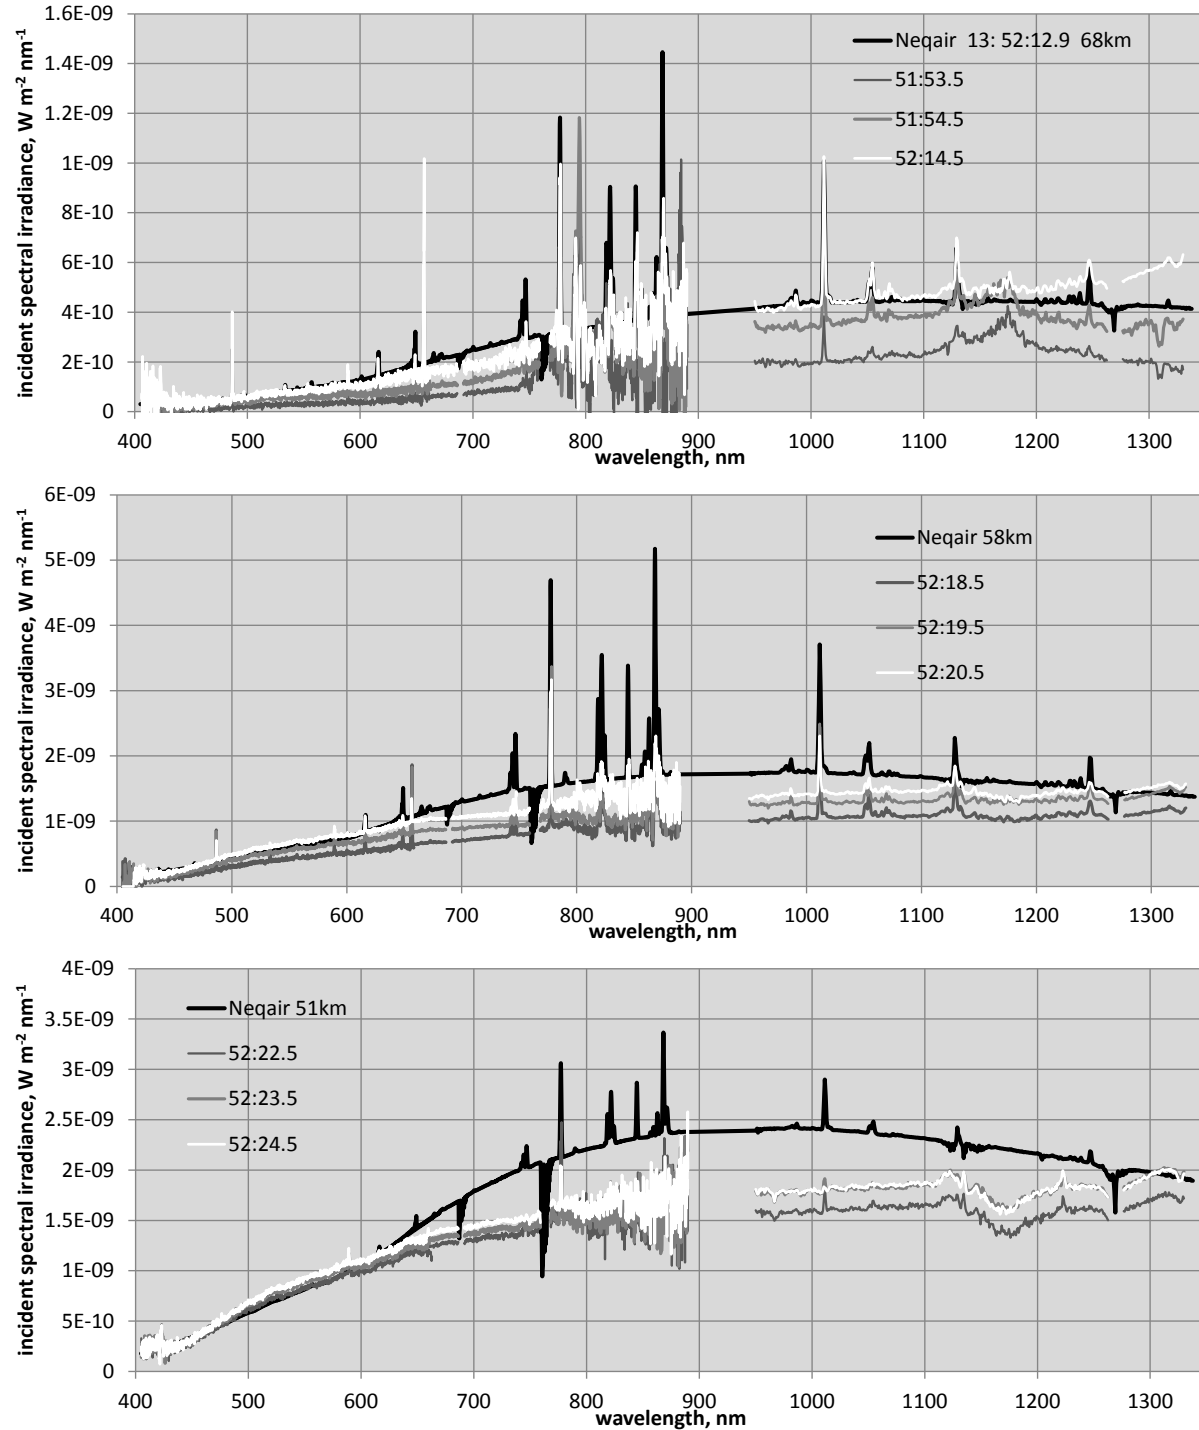 incident spectral irradiance, W m⁻² nm⁻¹
1.6E-09
1.4E-09
1.2E-09
1E-09
8E-10
6E-10
4E-10
2E-10
0
Neqair 13: 52:12.9 68km
51:53.5
51:54.5
52:14.5
400 500 600 700 800 900 1000 1100 1200 1300
wavelength, nm
incident spectral irradiance, W m⁻² nm⁻¹
6E-09
5E-09
4E-09
3E-09
2E-09
1E-09
0
Neqair 58km
52:18.5
52:19.5
52:20.5
400 500 600 700 800 900 1000 1100 1200 1300
wavelength, nm
incident spectral irradiance, W m⁻² nm⁻¹
4E-09
3.5E-09
3E-09
2.5E-09
2E-09
1.5E-09
1E-09
5E-10
0
Neqair 51km
52:22.5
52:23.5
52:24.5
400 500 600 700 800 900 1000 1100 1200 1300
wavelength, nm